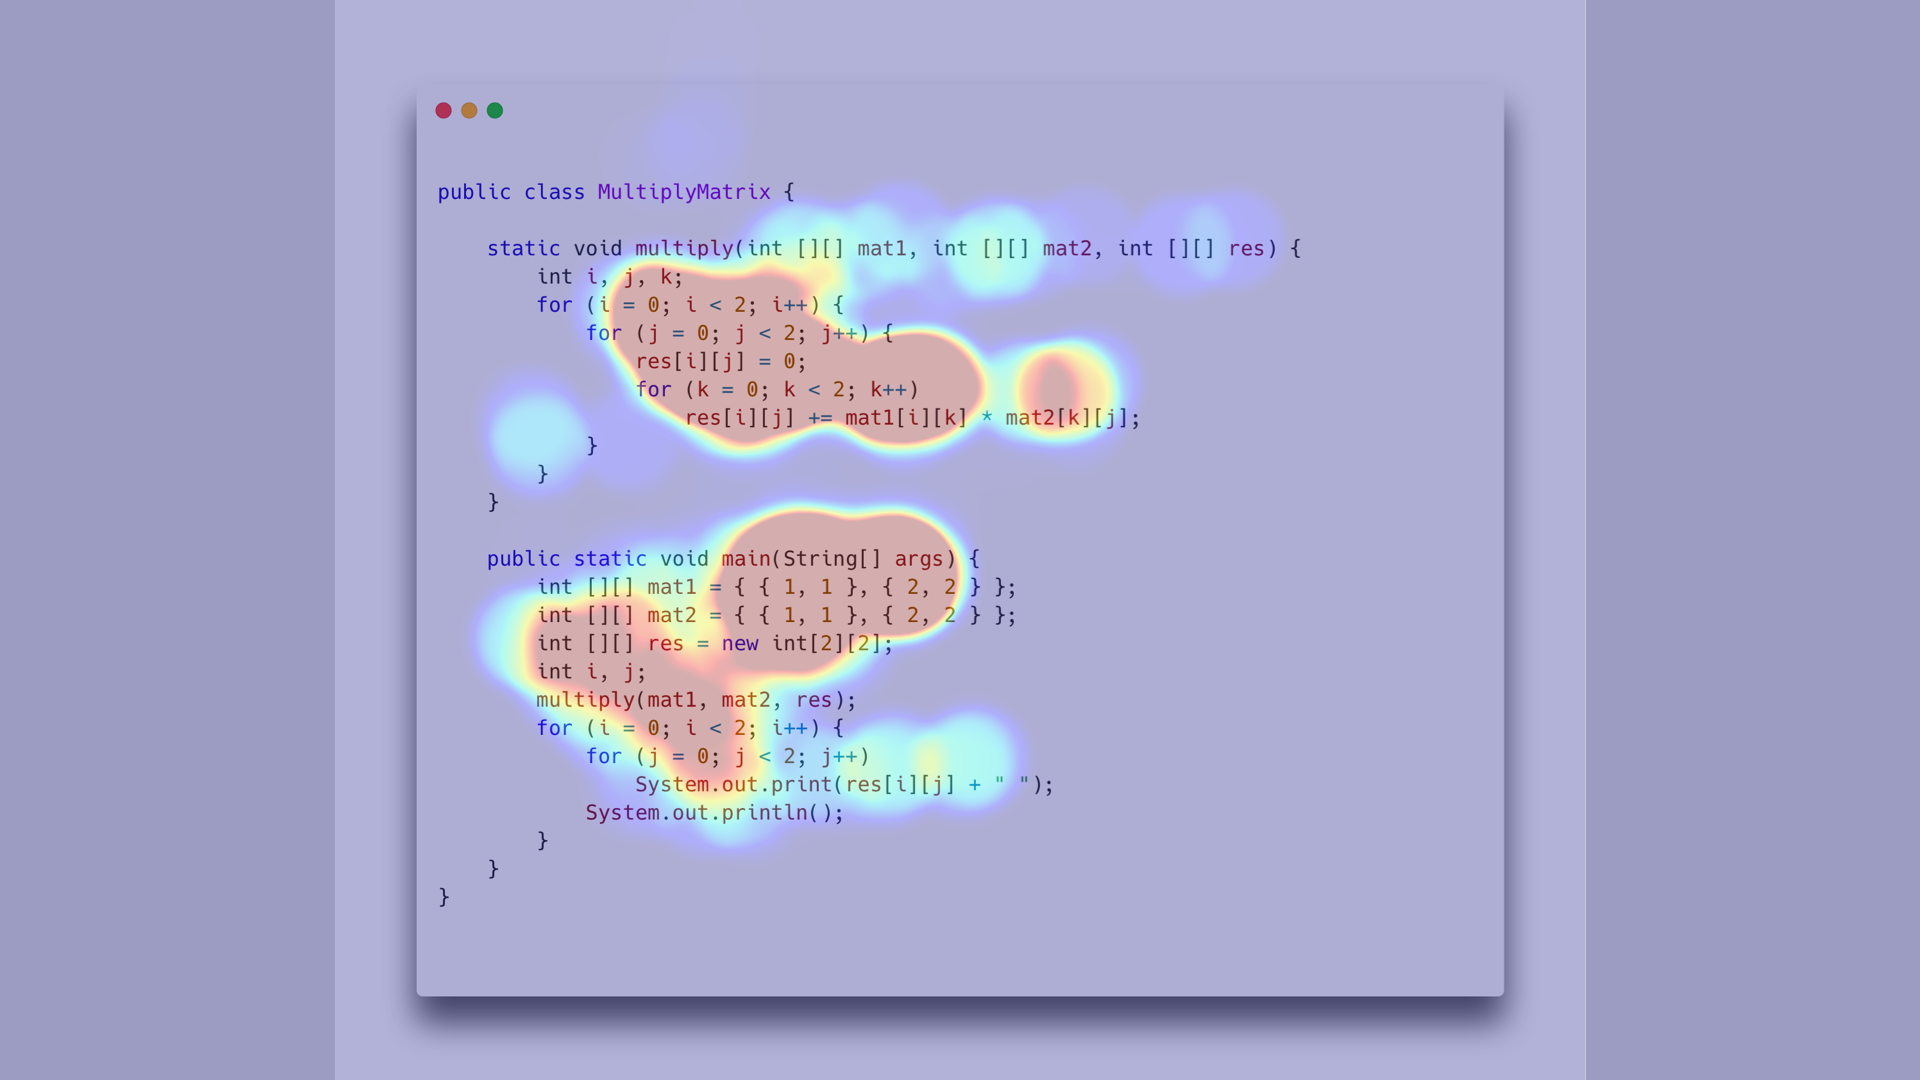 public class MultiplyMatrix {
static void multiply(int [][] mat1, int [][] mat2, int [][] res) {
int i, j, k;
for (i = 0; i < 2; i++) {
for (j = 0; j < 2; j++) {
res[i][j] = 0;
for (k = 0; k < 2; k++)
res[i][j] += mat1[i][k] * mat2[k][j];
}
}
}
public static void main(String[] args) {
int [][] mat1 = { { 1, 1 }, { 2, 2 } };
int [][] mat2 = { { 1, 1 }, { 2, 2 } };
int [][] res = new int[2][2];
int i, j;
multiply(mat1, mat2, res);
for (i = 0; i < 2; i++) {
for (j = 0; j < 2; j++)
System.out.print(res[i][j] + " ");
System.out.println();
}
}
}